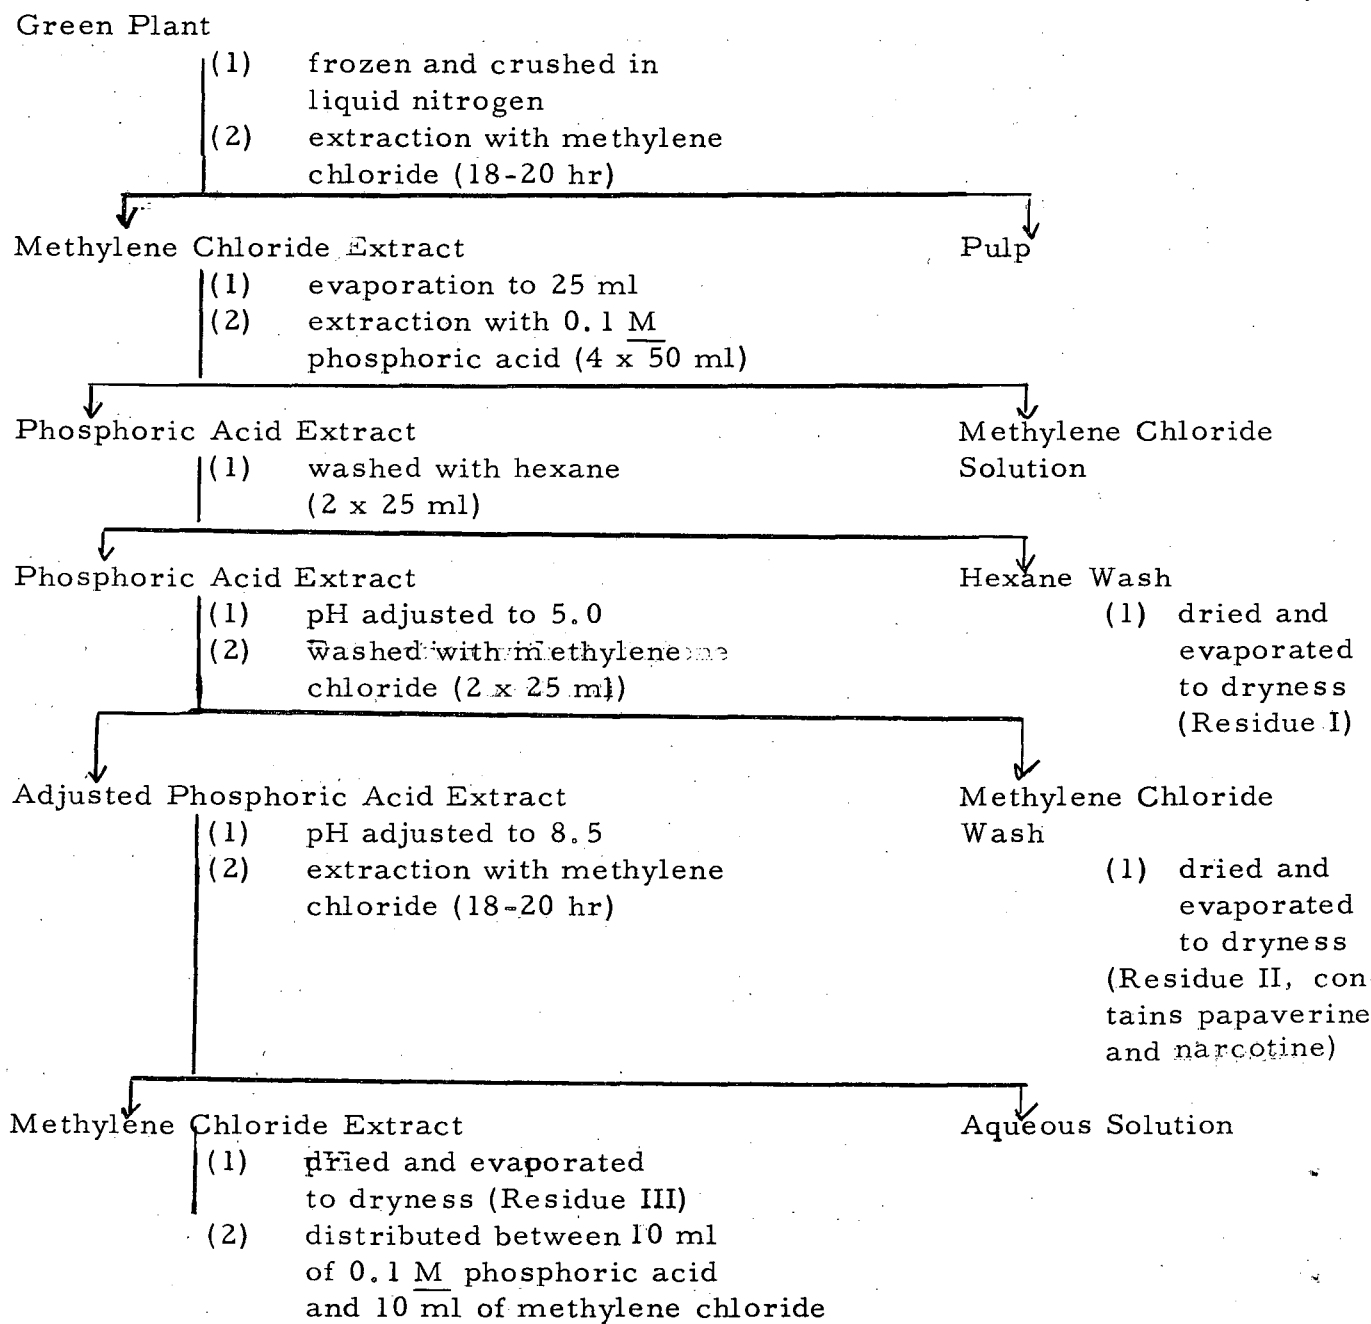 Green Plant
(1) frozen and crushed in
liquid nitrogen
(2) extraction with methylene
chloride (18-20 hr)
Methylene Chloride Extract
Pulp
(1) evaporation to 25 ml
(2) extraction with 0.1 M
phosphoric acid (4 x 50 ml)
Phosphoric Acid Extract
Methylene Chloride
Solution
(1) washed with hexane
(2 x 25 ml)
Phosphoric Acid Extract
Hexane Wash
(1) pH adjusted to 5.0
(2) washed with methylene
chloride (2 x 25 ml)
(1) dried and
evaporated
to dryness
(Residue I)
Adjusted Phosphoric Acid Extract
Methylene Chloride
Wash
(1) pH adjusted to 8.5
(2) extraction with methylene
chloride (18-20 hr)
(1) dried and
evaporated
to dryness
(Residue II, con-
tains papaverine
and narcotine)
Methylene Chloride Extract
Aqueous Solution
(1) dried and evaporated
to dryness (Residue III)
(2) distributed between 10 ml
of 0.1 M phosphoric acid
and 10 ml of methylene chloride